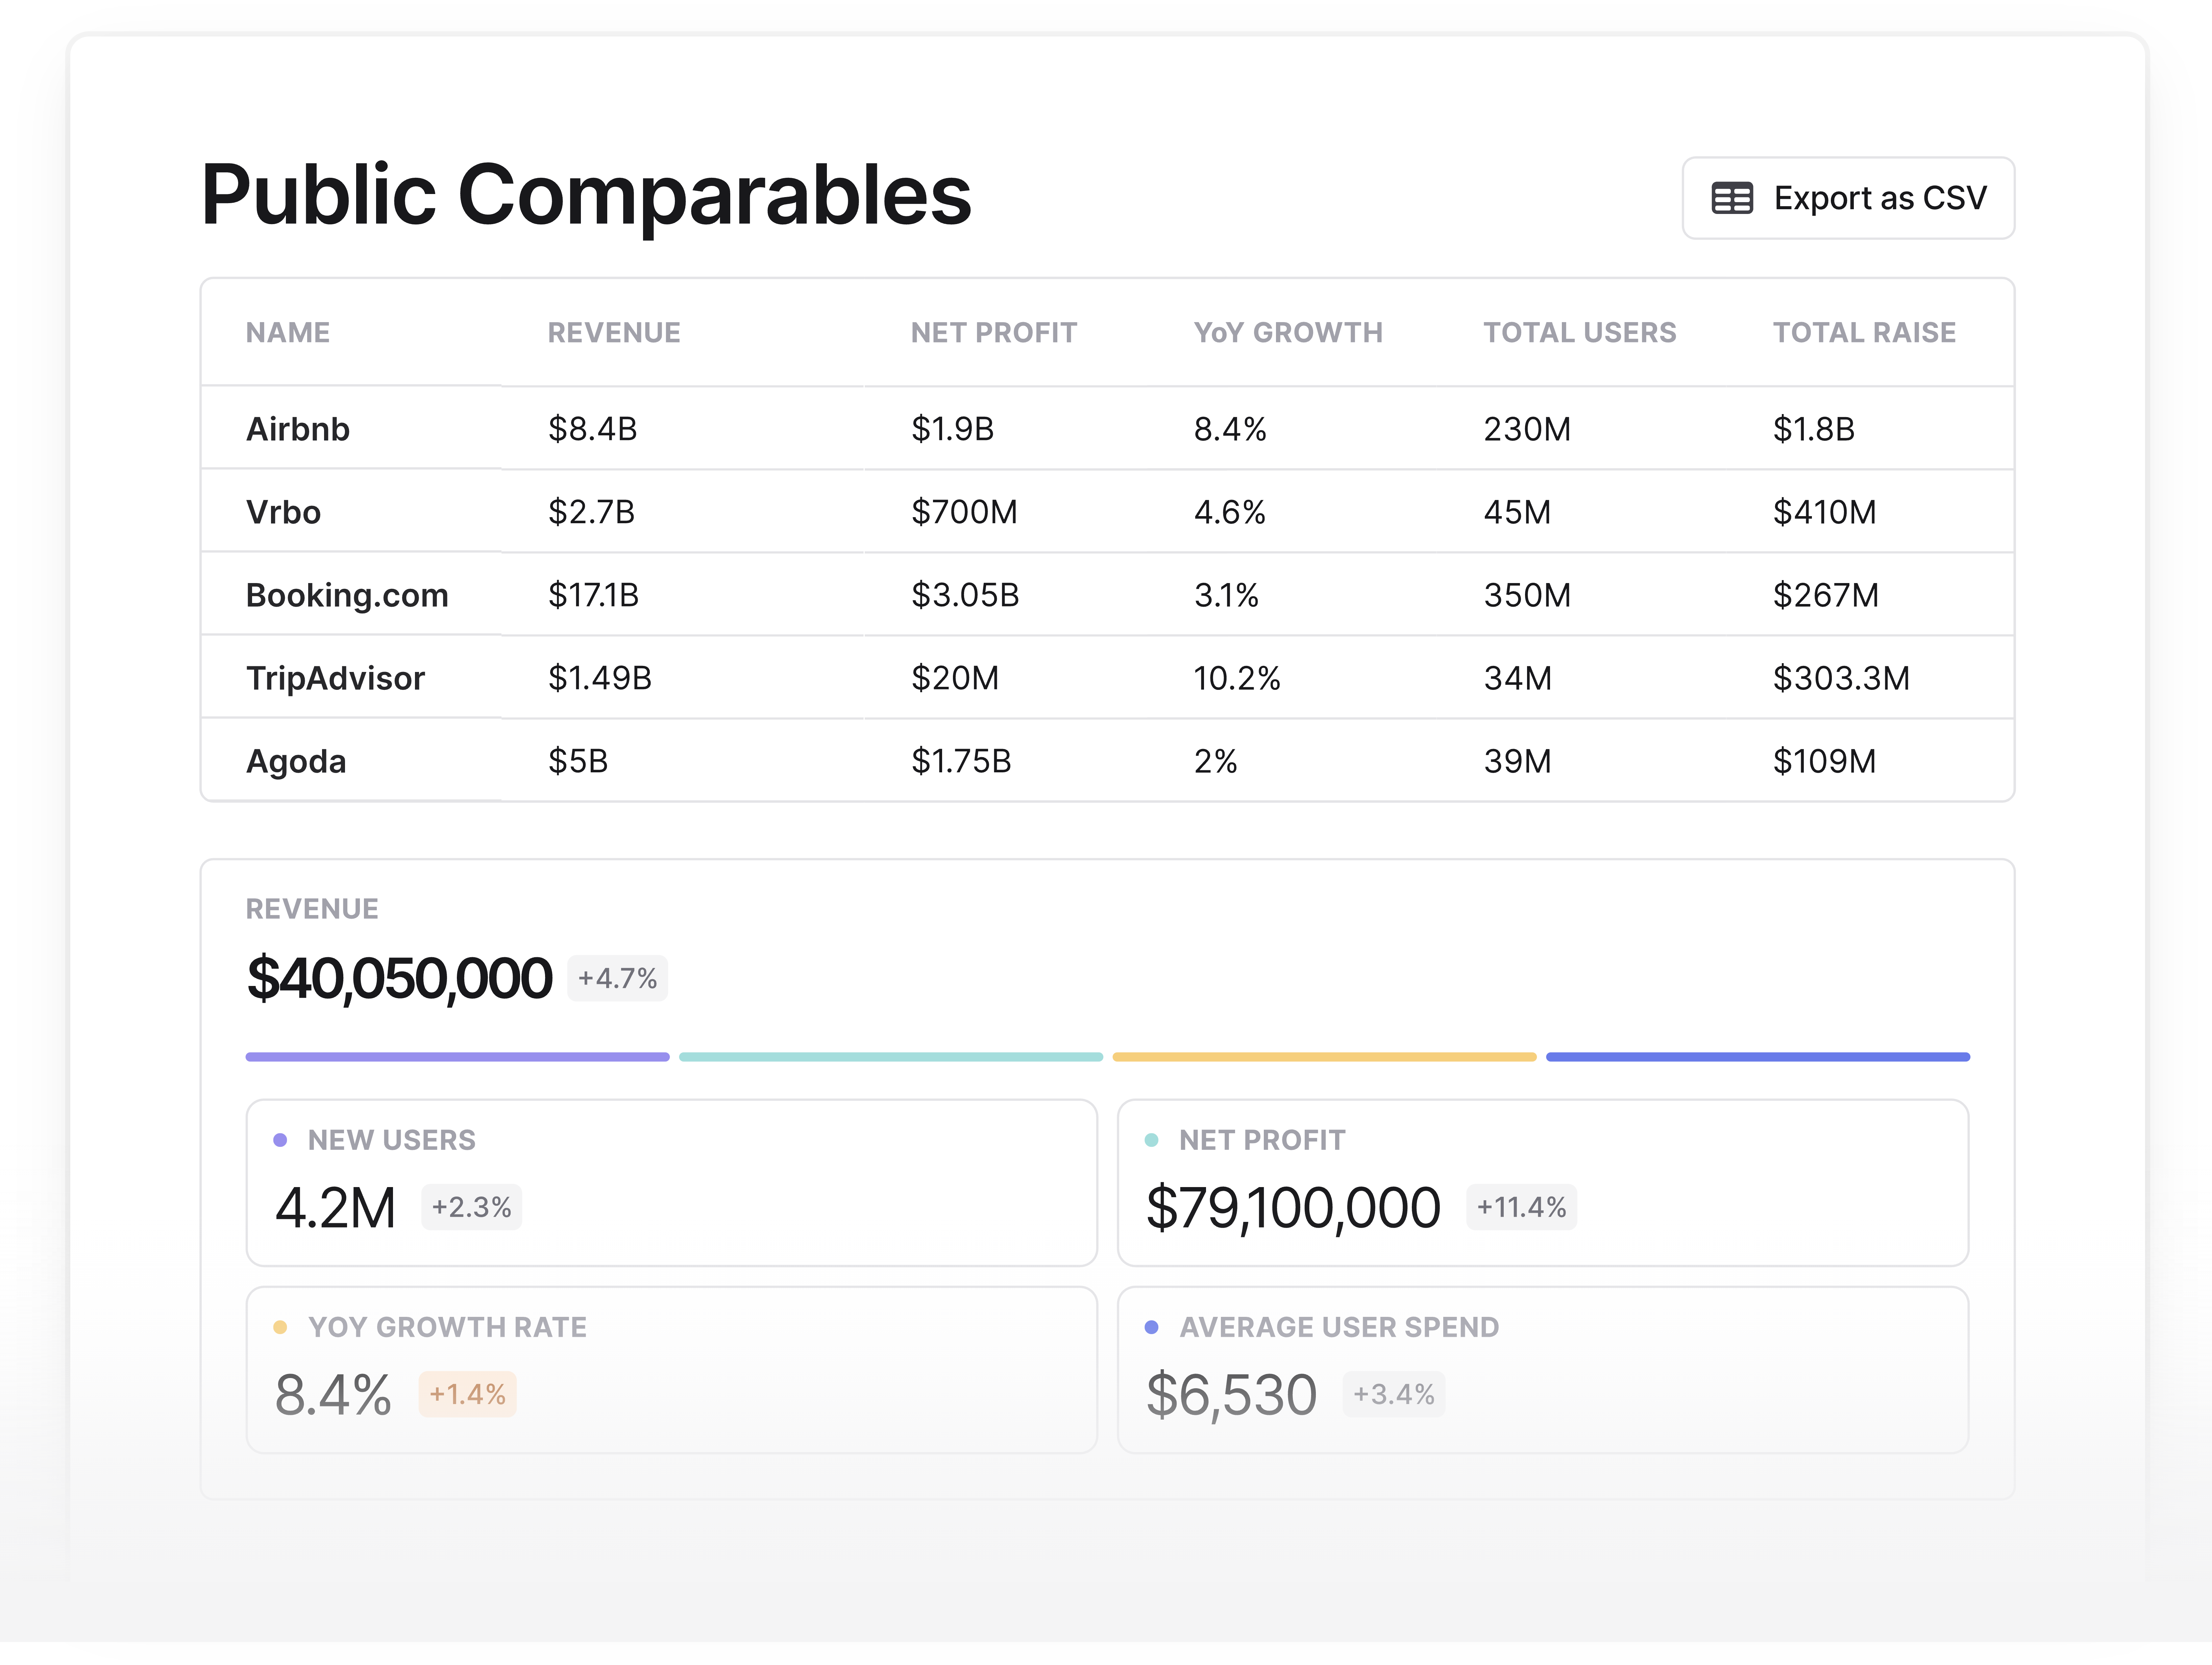 Public Comparables
Export as CSV
NAME REVENUE NET PROFIT YoY GROWTH TOTAL USERS TOTAL RAISE
Airbnb $8.4B $1.9B 8.4% 230M $1.8B
Vrbo $2.7B $700M 4.6% 45M $410M
Booking.com $17.1B $3.05B 3.1% 350M $267M
TripAdvisor $1.49B $20M 10.2% 34M $303.3M
Agoda $5B $1.75B 2% 39M $109M
REVENUE
$40,050,000 +4.7%
NEW USERS
4.2M +2.3%
NET PROFIT
$79,100,000 +11.4%
YOY GROWTH RATE
8.4% +1.4%
AVERAGE USER SPEND
$6,530 +3.4%